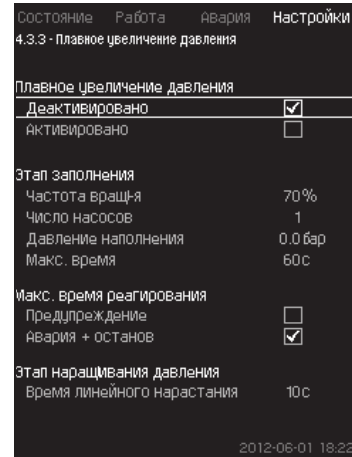 Состояние Работа Авария Настройки
4.3.3 - Плавное увеличение давления
Плавное увеличение давления
Деактивировано
Активировано
Этап заполнения
Частота вращ-я 70%
Число насосов 1
Давление наполнения 0.0 бар
Макс. время 60с
Макс. время реагирования
Предупреждение
Авария + останов
Этап наращивания давления
Время линейного нарастания 10с
2012-06-01 18:22